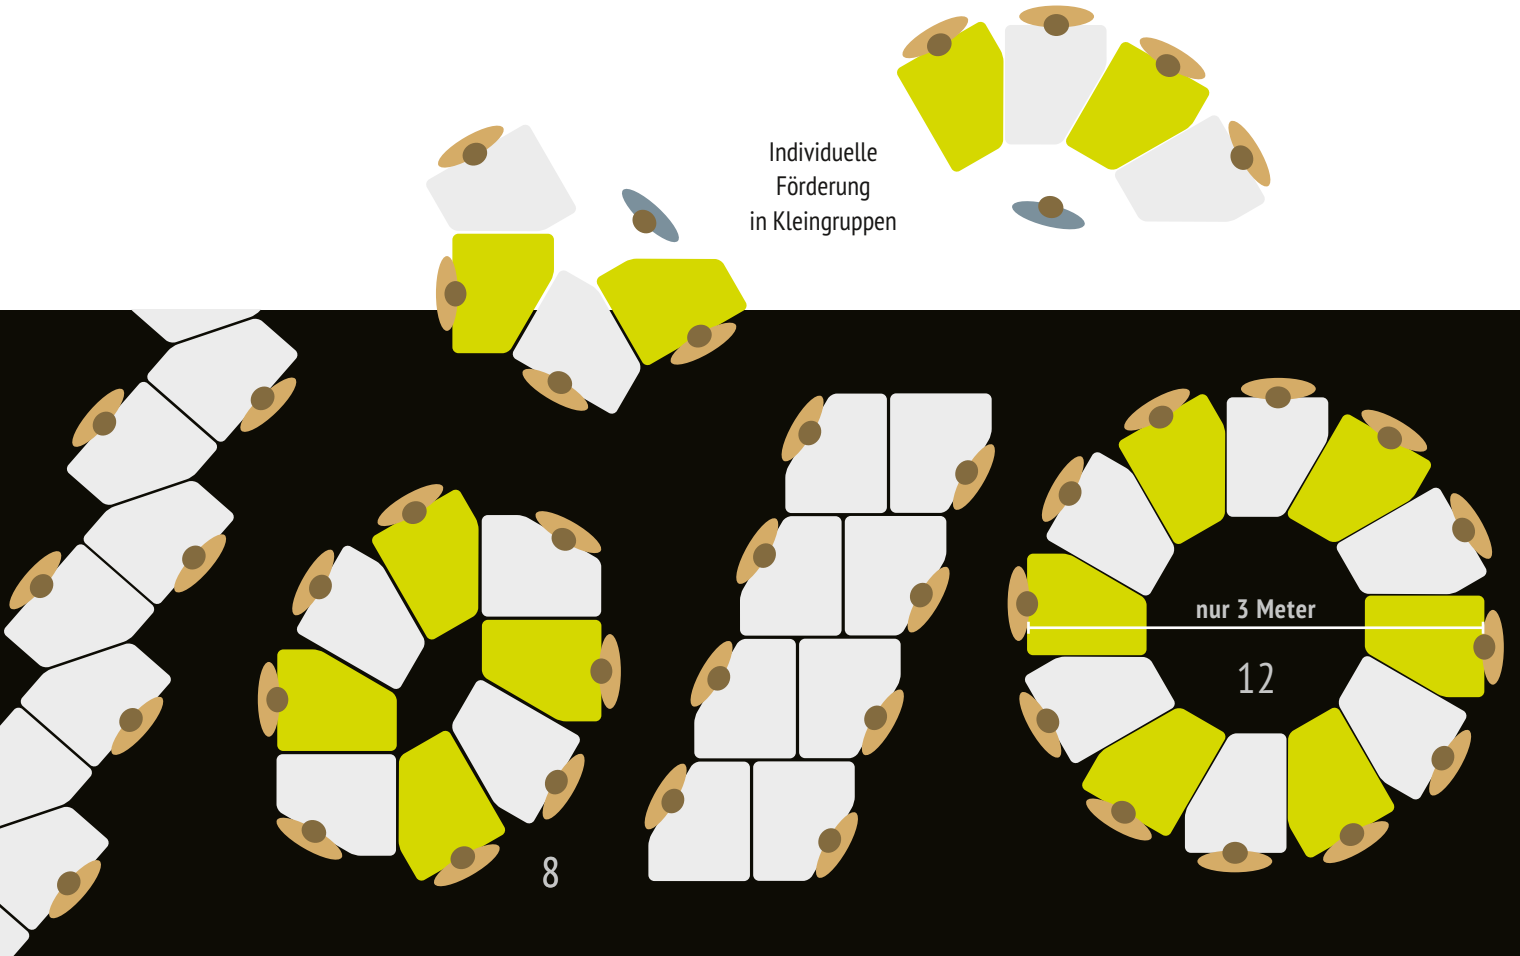 Individuelle
Förderung
in Kleingruppen
nur 3 Meter
12
8